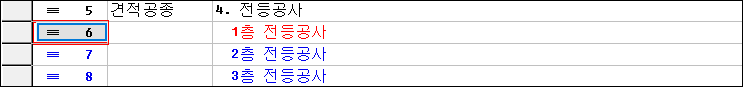 ≡ 5 견적공종 4. 전등공사
≡ 6 1층 전등공사
≡ 7 2층 전등공사
≡ 8 3층 전등공사